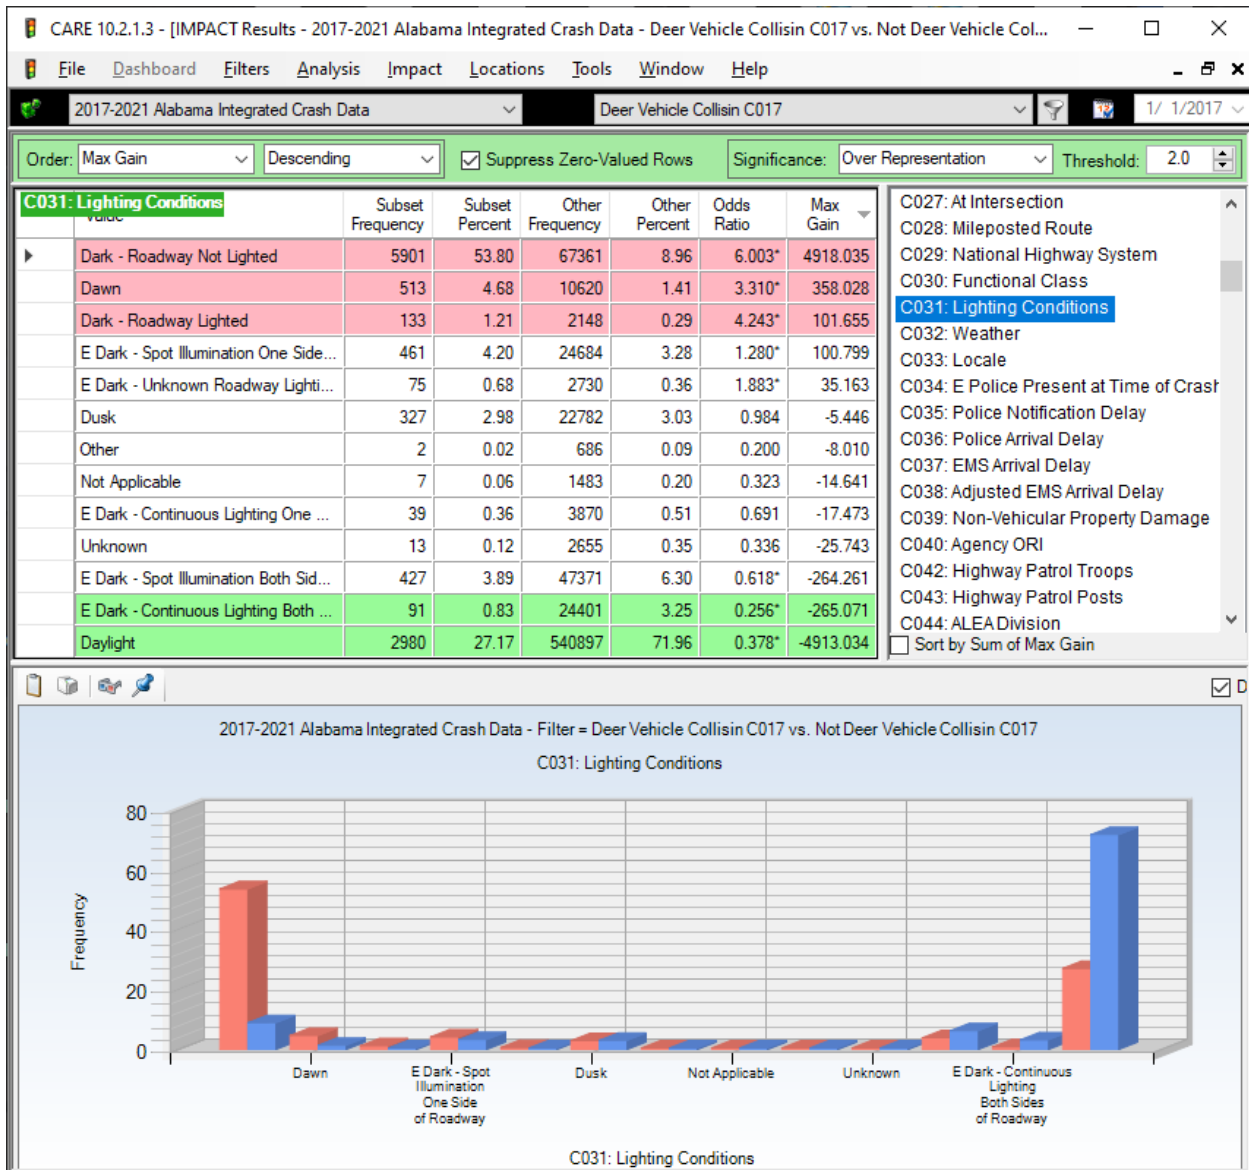 CARE 10.2.1.3 - [IMPACT Results - 2017-2021 Alabama Integrated Crash Data - Deer Vehicle Collisin C017 vs. Not Deer Vehicle Col...
File Dashboard Filters Analysis Impact Locations Tools Window Help
2017-2021 Alabama Integrated Crash Data Deer Vehicle Collisin C017 1/ 1/2017
Order: Max Gain Descending Suppress Zero-Valued Rows Significance: Over Representation Threshold: 2.0
C031: Lighting Conditions
Subset Frequency Subset Percent Other Frequency Other Percent Odds Ratio Max Gain
Dark - Roadway Not Lighted 5901 53.80 67361 8.96 6.003* 4918.035
Dawn 513 4.68 10620 1.41 3.310* 358.028
Dark - Roadway Lighted 133 1.21 2148 0.29 4.243* 101.655
E Dark - Spot Illumination One Side... 461 4.20 24684 3.28 1.280* 100.799
E Dark - Unknown Roadway Lighti... 75 0.68 2730 0.36 1.883* 35.163
Dusk 327 2.98 22782 3.03 0.984 -5.446
Other 2 0.02 686 0.09 0.200 -8.010
Not Applicable 7 0.06 1483 0.20 0.323 -14.641
E Dark - Continuous Lighting One ... 39 0.36 3870 0.51 0.691 -17.473
Unknown 13 0.12 2655 0.35 0.336 -25.743
E Dark - Spot Illumination Both Sid... 427 3.89 47371 6.30 0.618* -264.261
E Dark - Continuous Lighting Both ... 91 0.83 24401 3.25 0.256* -265.071
Daylight 2980 27.17 540897 71.96 0.378* -4913.034
C027: At Intersection
C028: Mileposted Route
C029: National Highway System
C030: Functional Class
C031: Lighting Conditions
C032: Weather
C033: Locale
C034: E Police Present at Time of Crash
C035: Police Notification Delay
C036: Police Arrival Delay
C037: EMS Arrival Delay
C038: Adjusted EMS Arrival Delay
C039: Non-Vehicular Property Damage
C040: Agency ORI
C042: Highway Patrol Troops
C043: Highway Patrol Posts
C044: ALEA Division
Sort by Sum of Max Gain
D
2017-2021 Alabama Integrated Crash Data - Filter = Deer Vehicle Collisin C017 vs. Not Deer Vehicle Collisin C017
C031: Lighting Conditions
Frequency
80
60
40
20
0
Dawn
E Dark - Spot
Illumination
One Side
of Roadway
Dusk
Not Applicable
Unknown
E Dark - Continuous
Lighting
Both Sides
of Roadway
C031: Lighting Conditions